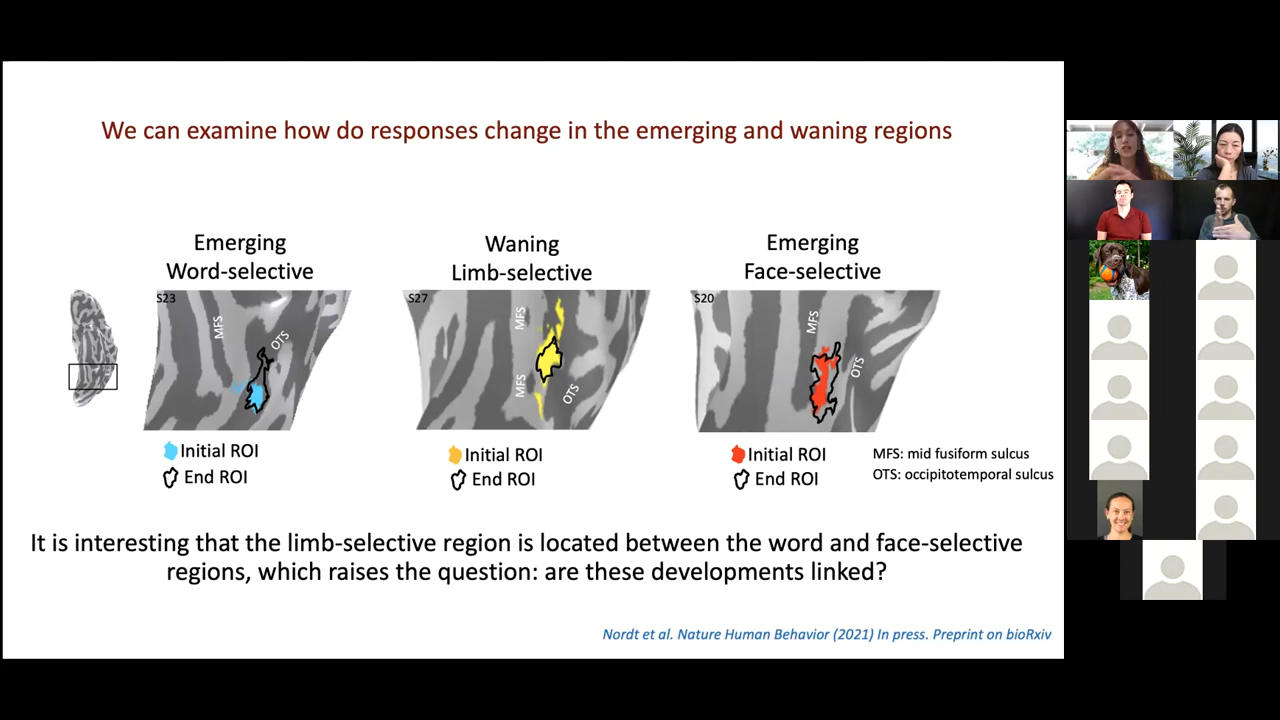 We can examine how do responses change in the emerging and waning regions
Emerging
Word-selective
Waning
Limb-selective
Emerging
Face-selective
S23
MFS
OTS
S27
MFS
MFS
OTS
S20
MFS
OTS
Initial ROI
End ROI
Initial ROI
End ROI
Initial ROI
End ROI
MFS: mid fusiform sulcus
OTS: occipitotemporal sulcus
It is interesting that the limb-selective region is located between the word and face-selective
regions, which raises the question: are these developments linked?
Nordt et al. Nature Human Behavior (2021) In press. Preprint on bioRxiv